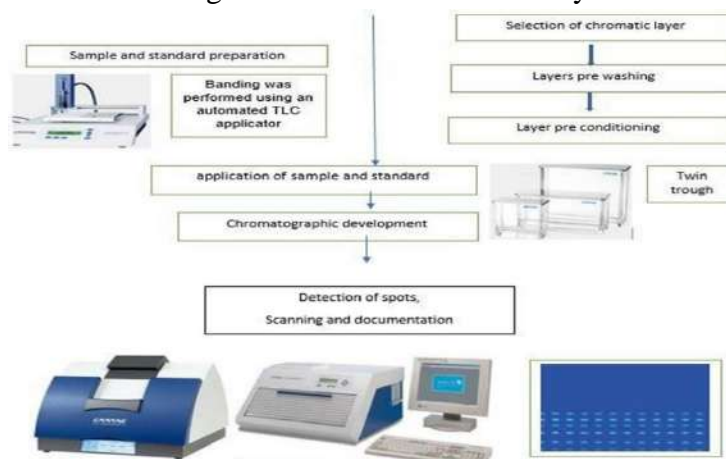 Selection of chromatic layer
Sample and standard preparation
Banding was
performed using an
automated TLC
applicator
Layers pre washing
Layer pre conditioning
application of sample and standard
Twin
trough
Chromatographic development
Detection of spots,
Scanning and documentation